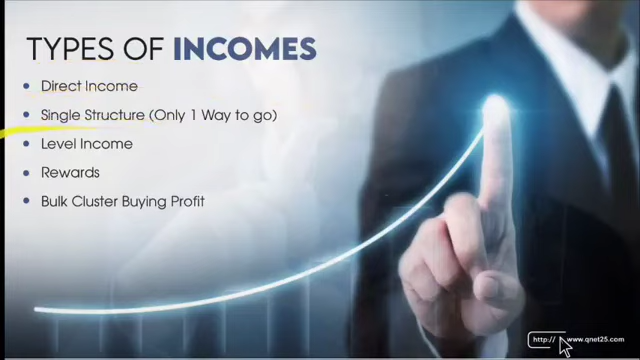 TYPES OF INCOMES
• Direct Income
• Single Structure (Only 1 Way to go)
• Level Income
• Rewards
• Bulk Cluster Buying Profit
http:// www.qnet25.com